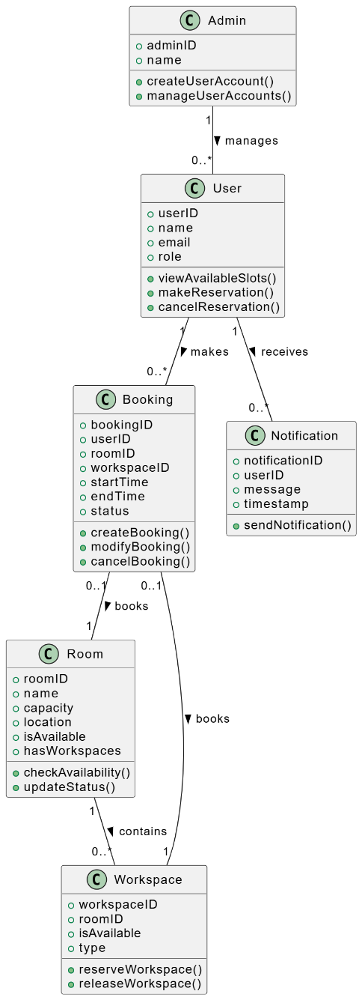 C Admin
adminID
name
createUserAccount()
manageUserAccounts()
1
manages
0..*
C User
userID
name
email
role
viewAvailableSlots()
makeReservation()
cancelReservation()
1
1
makes
receives
0..*
0..*
C Booking
bookingID
userID
roomID
workspaceID
startTime
endTime
status
createBooking()
modifyBooking()
cancelBooking()
C Notification
notificationID
userID
message
timestamp
sendNotification()
0..1
0..1
books
1
C Room
roomID
name
capacity
location
isAvailable
hasWorkspaces
checkAvailability()
updateStatus()
books
1
contains
0..*
1
C Workspace
workspaceID
roomID
isAvailable
type
reserveWorkspace()
releaseWorkspace()